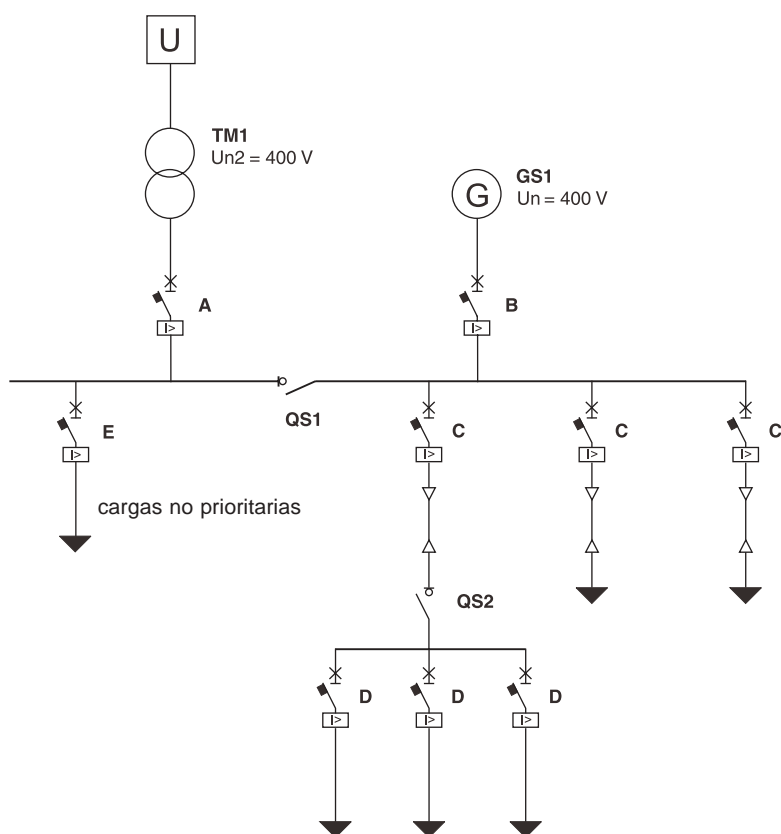 U
TM1
Un2 = 400 V
GS1
Un = 400 V
G
A
B
I>
I>
QS1
E
C
C
C
I>
I>
I>
I>
cargas no prioritarias
QS2
D
D
D
I>
I>
I>